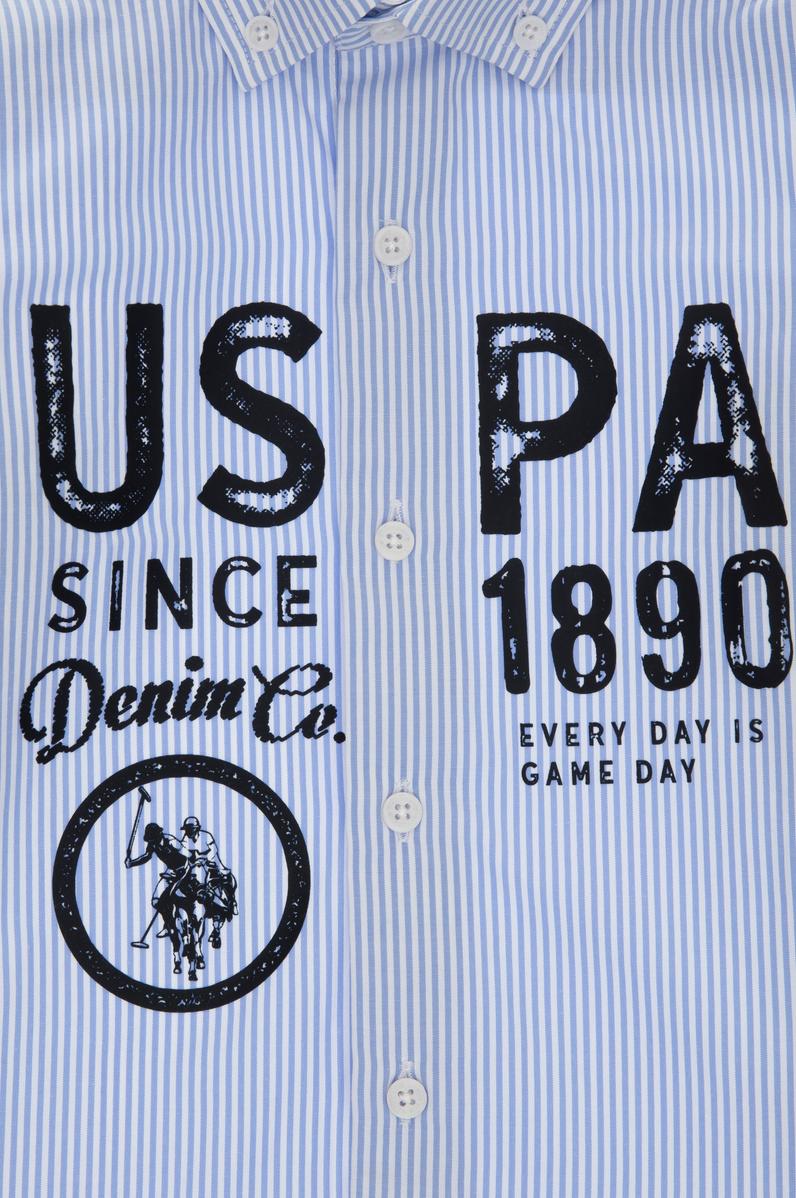 US PA
SINCE 1890
Denim Co.
EVERY DAY IS
GAME DAY